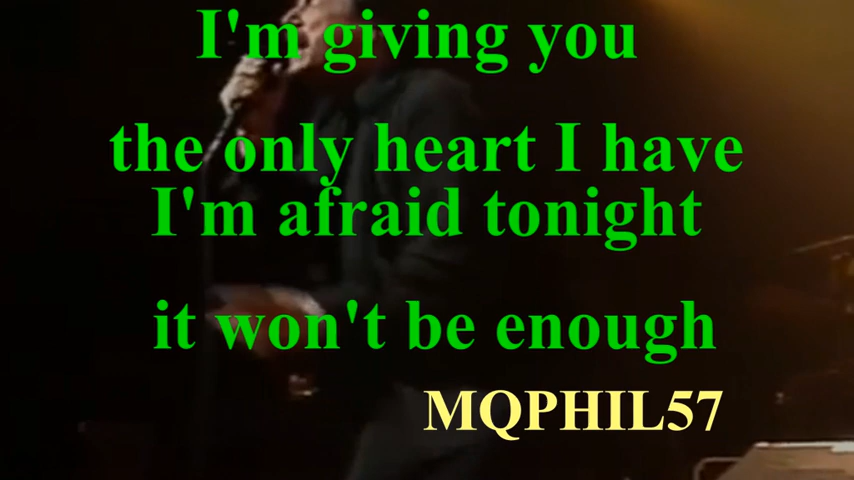 I'm giving you
the only heart I have
I'm afraid tonight
it won't be enough
MQPHIL57